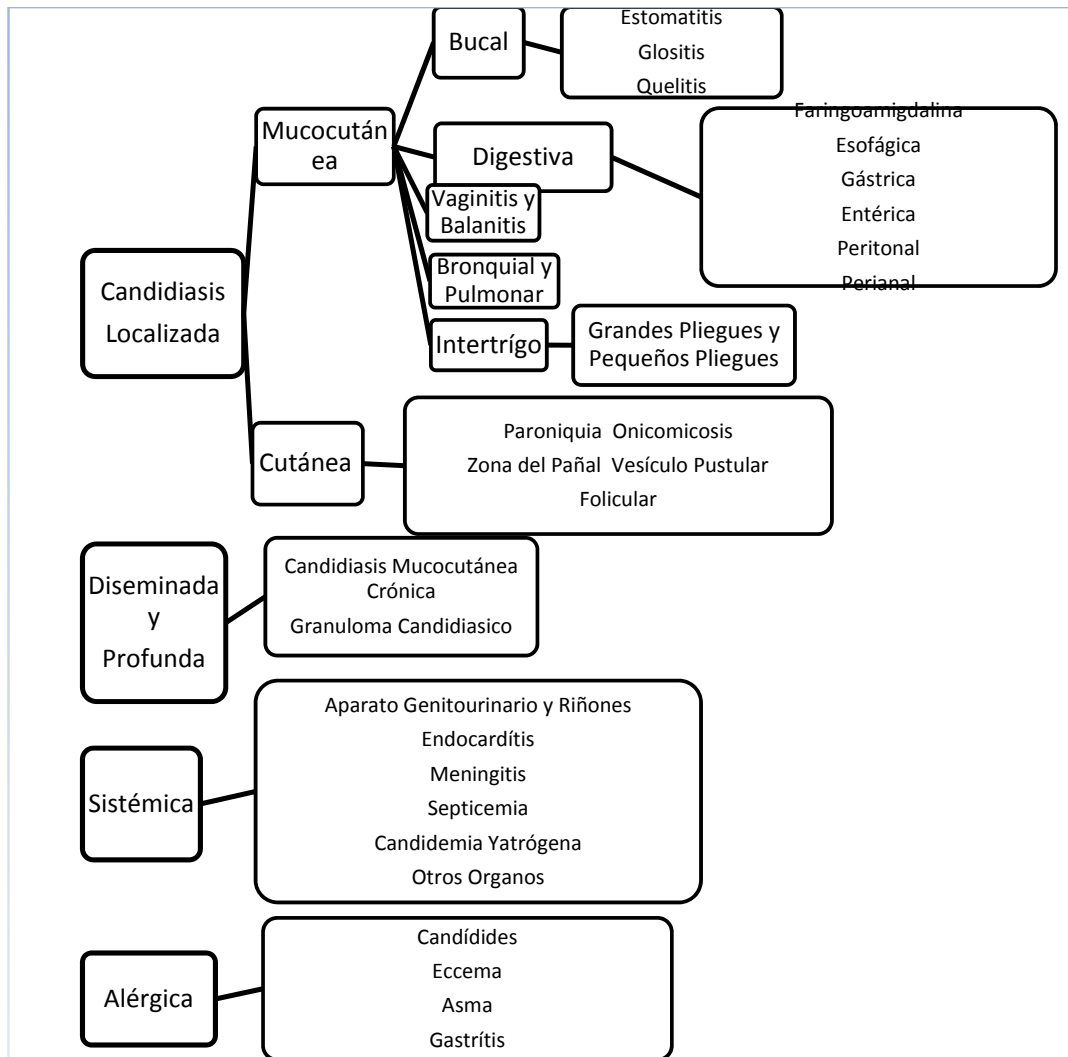 Candidiasis
Localizada
Mucocután
ea
Bucal
Estomatitis
Glositis
Quelitis
Digestiva
Faringoamigdalina
Esofágica
Gástrica
Entérica
Peritonal
Perianal
Vaginitis y
Balanitis
Bronquial y
Pulmonar
Intertrígo
Grandes Pliegues y
Pequeños Pliegues
Cutánea
Paroniquia Onicomicosis
Zona del Pañal Vesículo Pustular
Folicular
Diseminada
y
Profunda
Candidiasis Mucocutánea
Crónica
Granuloma Candidiasico
Sistémica
Aparato Genitourinario y Riñones
Endocardítis
Meningitis
Septicemia
Candidemia Yatrógena
Otros Organos
Alérgica
Candídides
Eccema
Asma
Gastrítis